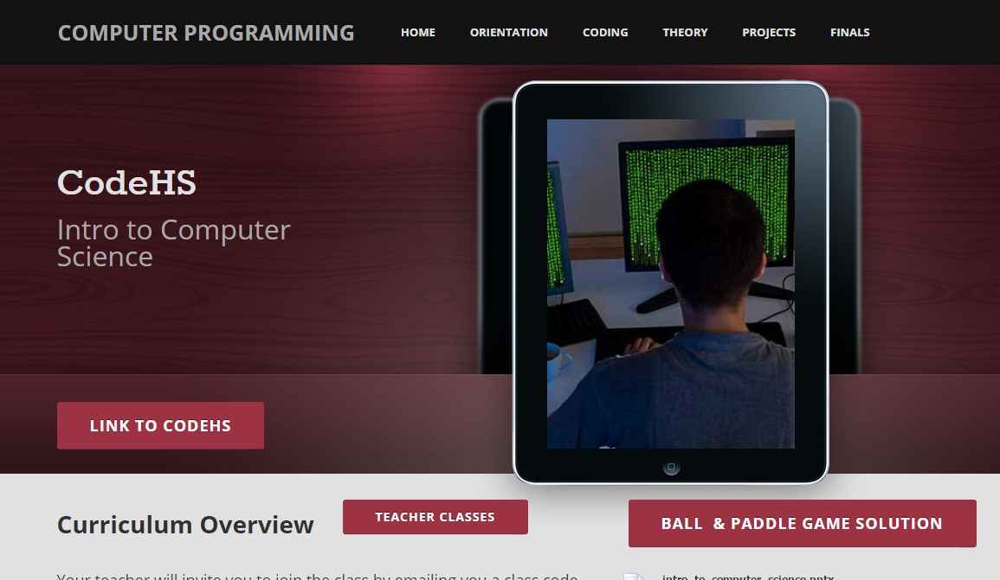 COMPUTER PROGRAMMING
HOME ORIENTATION CODING THEORY PROJECTS FINALS
CodeHS
Intro to Computer
Science
LINK TO CODEHS
Curriculum Overview
TEACHER CLASSES
BALL & PADDLE GAME SOLUTION
Your teacher will invite you to join the class by emailing you a class code
intro_to_computer_science.pptx